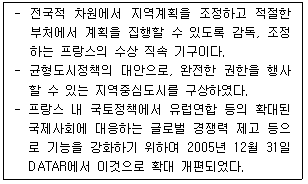 - 전국적 차원에서 지역계획을 조정하고 적절한
부처에서 계획을 집행할 수 있도록 감독, 조정
하는 프랑스의 수상 직속 기구이다.
- 균형도시정책의 대안으로, 완전한 권한을 행사
할 수 있는 지역중심도시를 구상하였다.
- 프랑스 내 국토정책에서 유럽연합 등의 확대된
국제사회에 대응하는 글로벌 경쟁력 제고 등으
로 기능을 강화하기 위하여 2005년 12월 31일
DATAR에서 이것으로 확대 개편되었다.